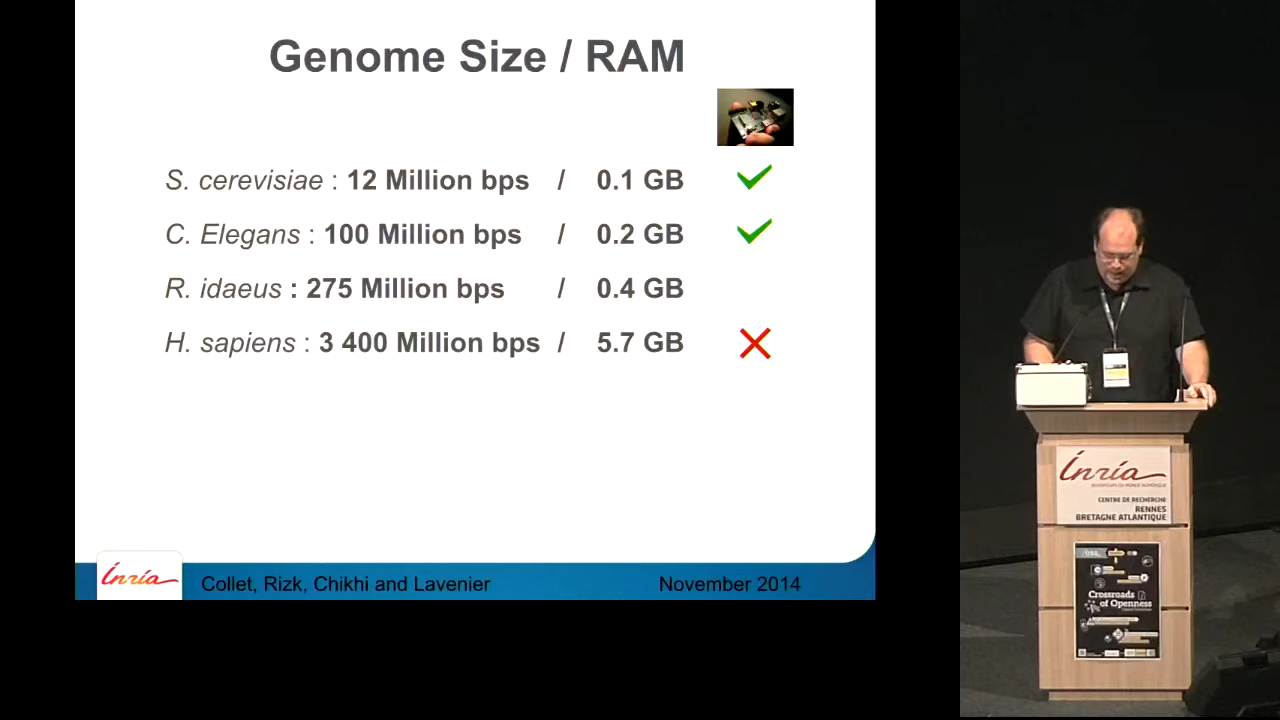 Genome Size / RAM
S. cerevisiae : 12 Million bps / 0.1 GB
C. Elegans : 100 Million bps / 0.2 GB
R. idaeus : 275 Million bps / 0.4 GB
H. sapiens : 3 400 Million bps / 5.7 GB
Inria
Collet, Rizk, Chikhi and Lavenier
November 2014
Inria
CENTRE DE RECHERCHE
RENNES
BRETAGNE ATLANTIQUE
Crossroads
of Openness